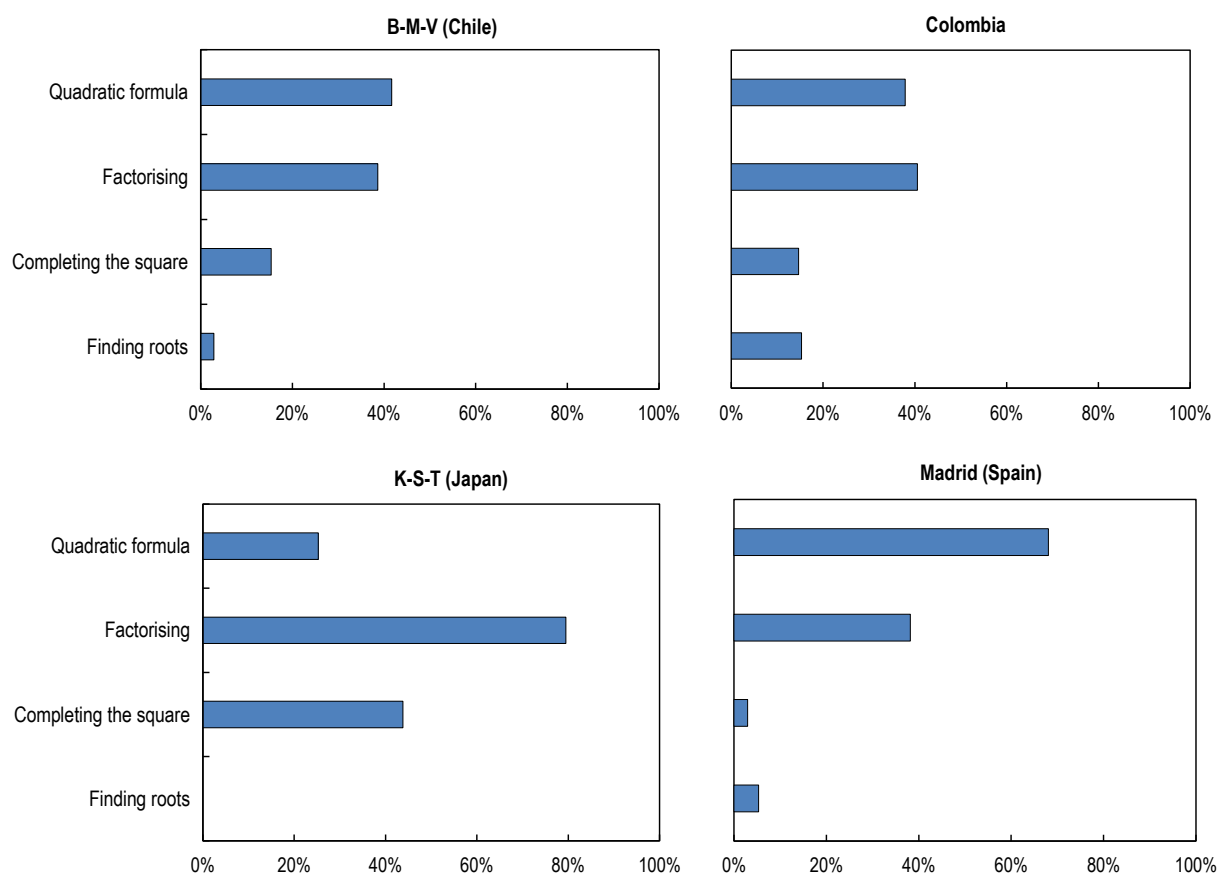 B-M-V (Chile)
Colombia
Quadratic formula
Factorising
Completing the square
Finding roots
0% 20% 40% 60% 80% 100%
0% 20% 40% 60% 80% 100%
K-S-T (Japan)
Madrid (Spain)
Quadratic formula
Factorising
Completing the square
Finding roots
0% 20% 40% 60% 80% 100%
0% 20% 40% 60% 80% 100%